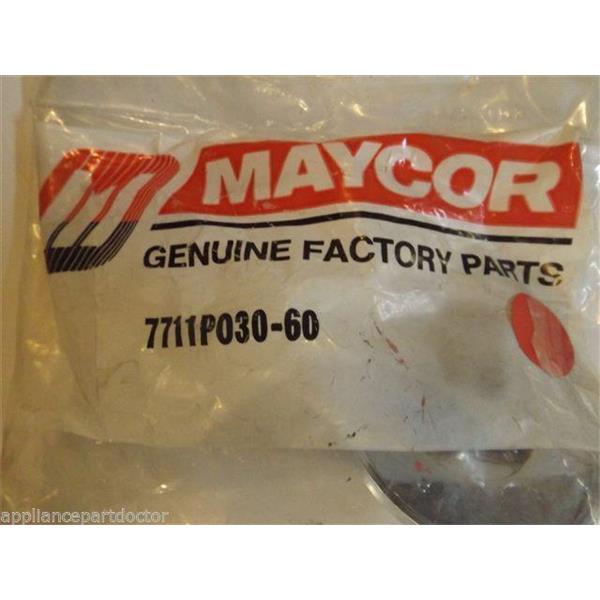 MAYCOR
GENUINE FACTORY PARTS
7711P030-60
appliancepartdoctor